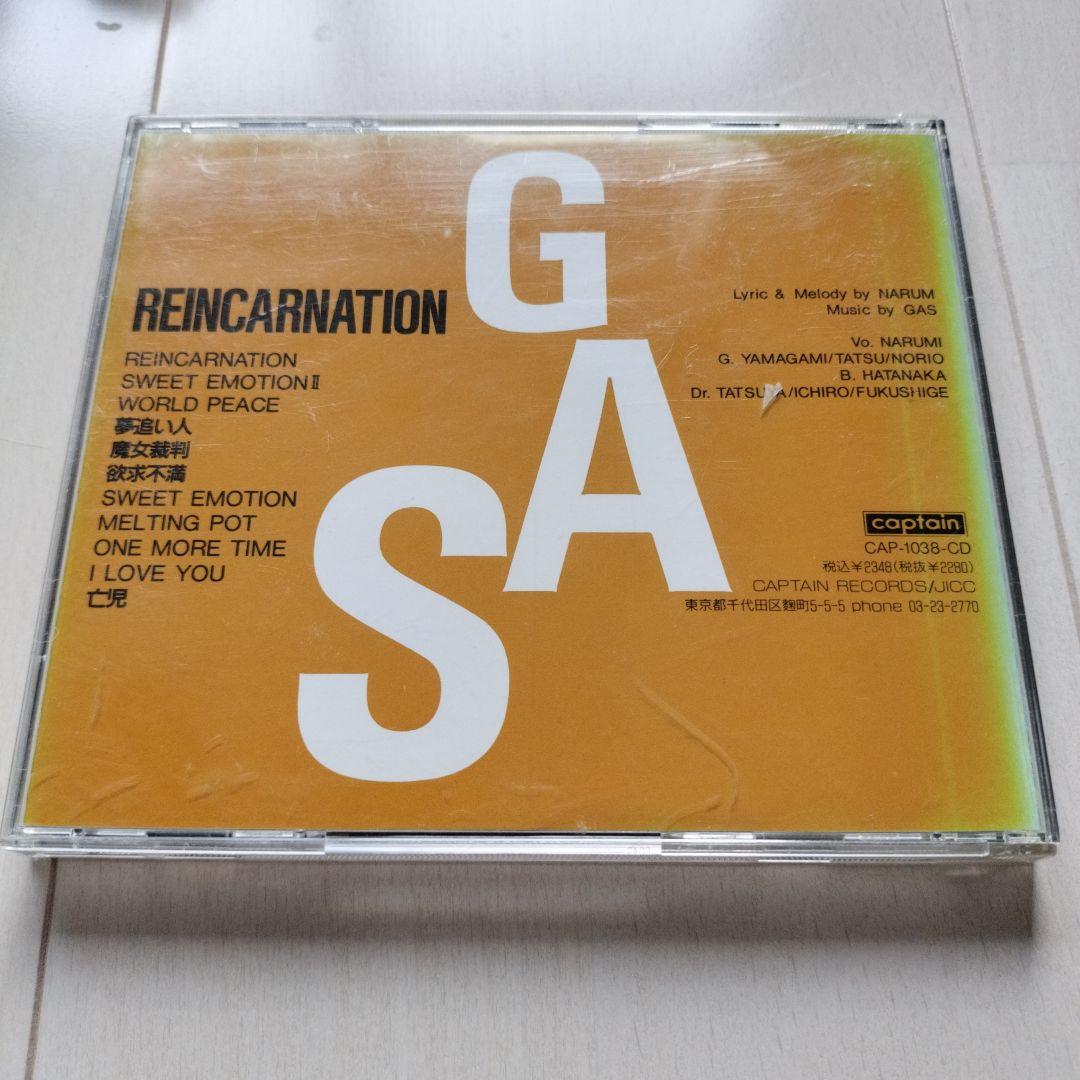 GAS
REINCARNATION
REINCARNATION
SWEET EMOTIONⅡ
WORLD PEACE
夢追い人
魔女裁判
欲求不満
SWEET EMOTION
MELTING POT
ONE MORE TIME
I LOVE YOU
亡児
Lyric & Melody by NARUM
Music by GAS
Vo. NARUMI
G. YAMAGAMI/TATSU/NORIO
B. HATANAKA
Dr. TATSUYA/ICHIRO/FUKUSHIGE
captain
CAP-1038-CD
税込¥2348(税抜¥2280)
CAPTAIN RECORDS/JICC
東京都千代田区麹町5-5-5 phone 03-23-2770